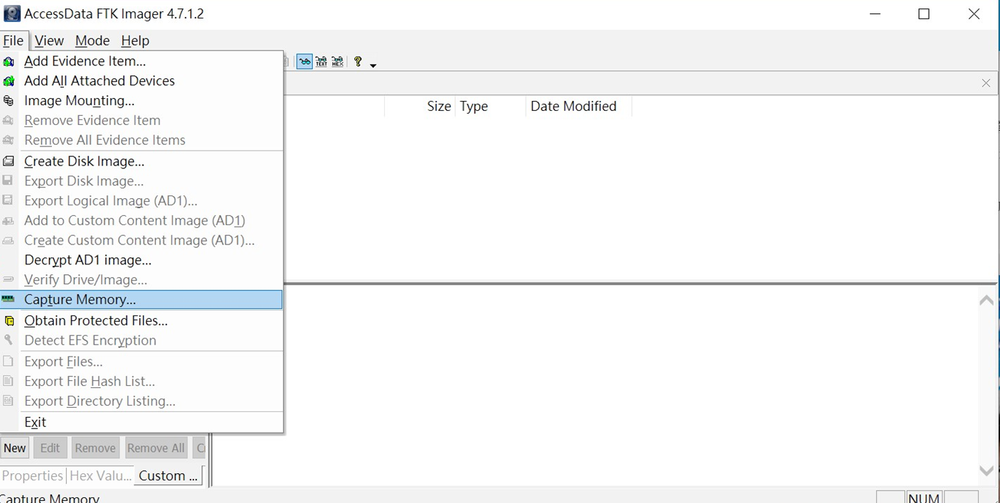 AccessData FTK Imager 4.7.1.2
File View Mode Help
Add Evidence Item...
Add All Attached Devices
Image Mounting...
Remove Evidence Item
Remove All Evidence Items
Create Disk Image...
Export Disk Image...
Export Logical Image (AD1)...
Add to Custom Content Image (AD1)
Create Custom Content Image (AD1)...
Decrypt AD1 image...
Verify Drive/Image...
Capture Memory...
Obtain Protected Files...
Detect EFS Encryption
Export Files...
Export File Hash List...
Export Directory Listing...
Exit
TEXT HEX ?
Size Type Date Modified
New Edit Remove Remove All
Properties Hex Valu... Custom ...
Capture Memory
NUM